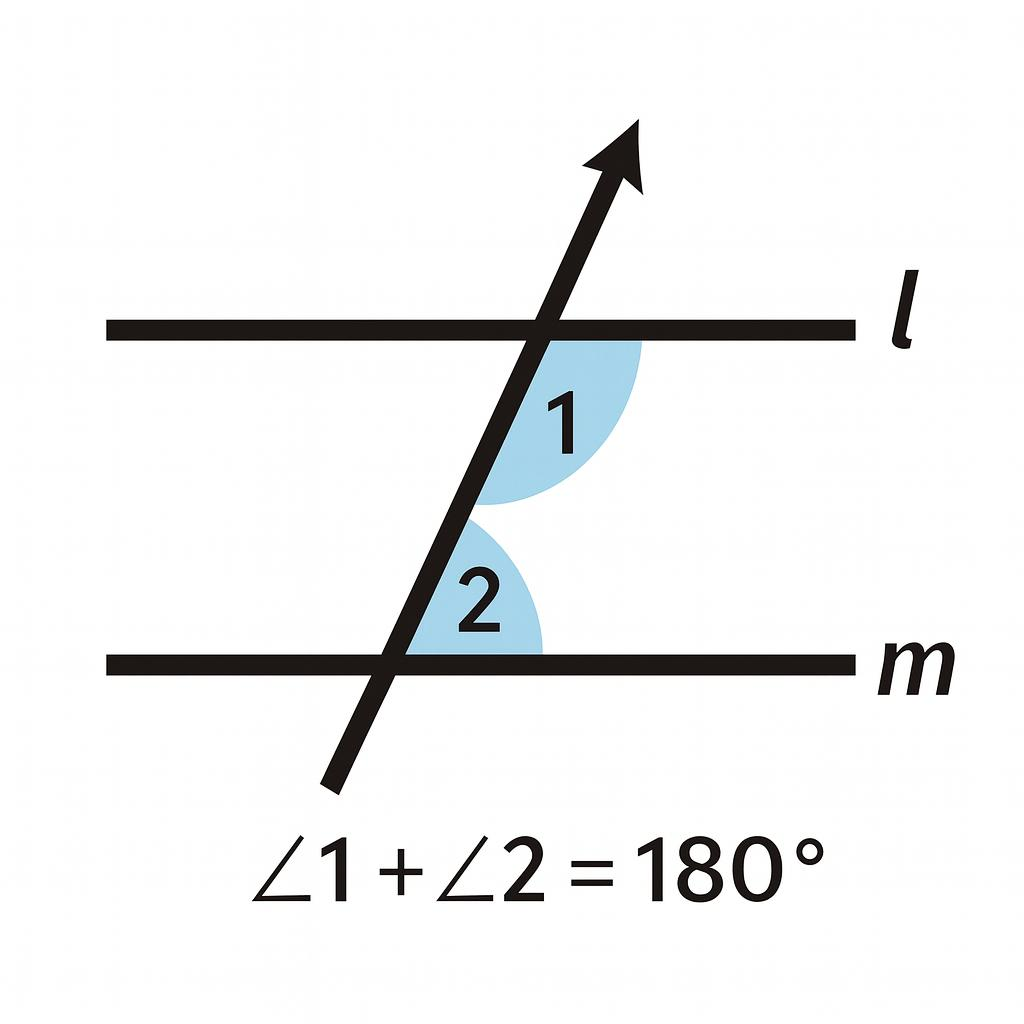 l
1
2
m
∠1 + ∠2 = 180°